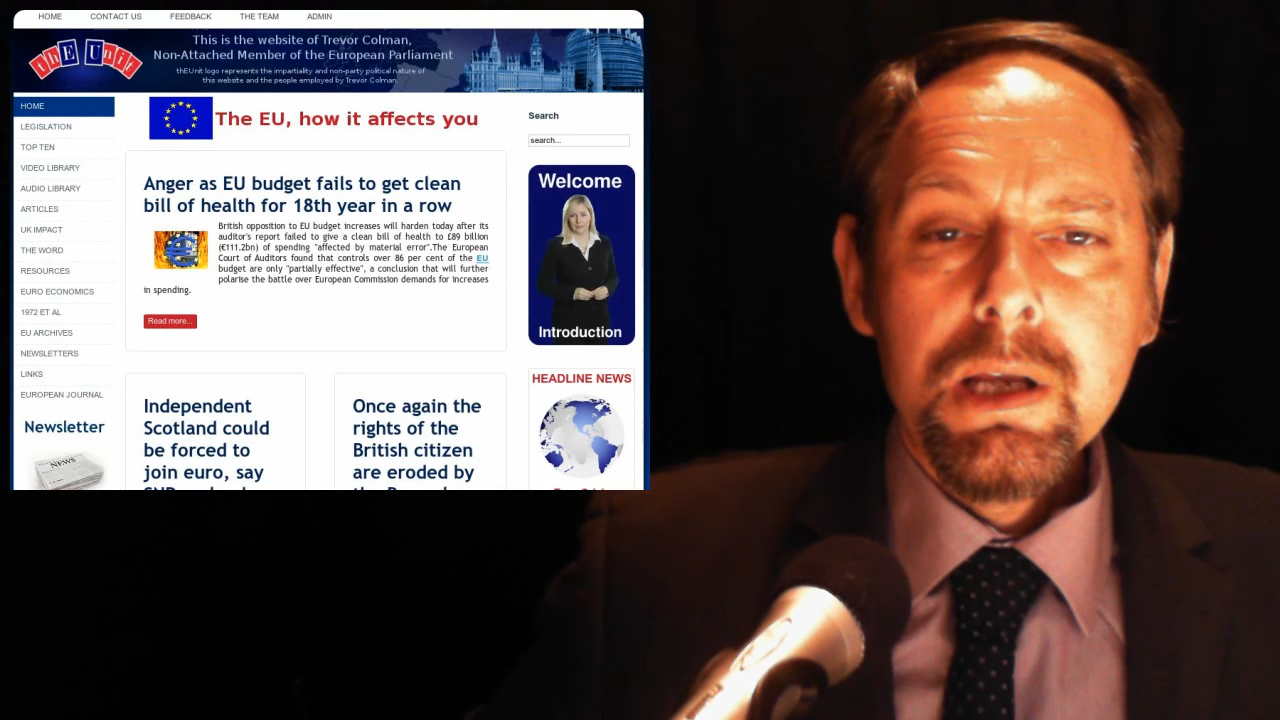 HOME CONTACT US FEEDBACK THE TEAM ADMIN
thEUnit
This is the website of Trevor Colman,
Non-Attached Member of the European Parliament
thEUnit logo represents the impartiality and non-party political nature of
this website and the people employed by Trevor Colman.
HOME
LEGISLATION
TOP TEN
VIDEO LIBRARY
AUDIO LIBRARY
ARTICLES
UK IMPACT
THE WORD
RESOURCES
EURO ECONOMICS
1972 ET AL
EU ARCHIVES
NEWSLETTERS
LINKS
EUROPEAN JOURNAL
Newsletter
NEWS
The EU, how it affects you
Anger as EU budget fails to get clean
bill of health for 18th year in a row
British opposition to EU budget increases will harden today after its
auditor's report failed to give a clean bill of health to £89 billion
(€111.2bn) of spending "affected by material error".The European
Court of Auditors found that controls over 86 per cent of the EU
budget are only "partially effective", a conclusion that will further
polarise the battle over European Commission demands for increases
in spending.
Read more...
Independent
Scotland could
be forced to
join euro, say
Once again the
rights of the
British citizen
are eroded by
Search
search...
Welcome
Introduction
HEADLINE NEWS